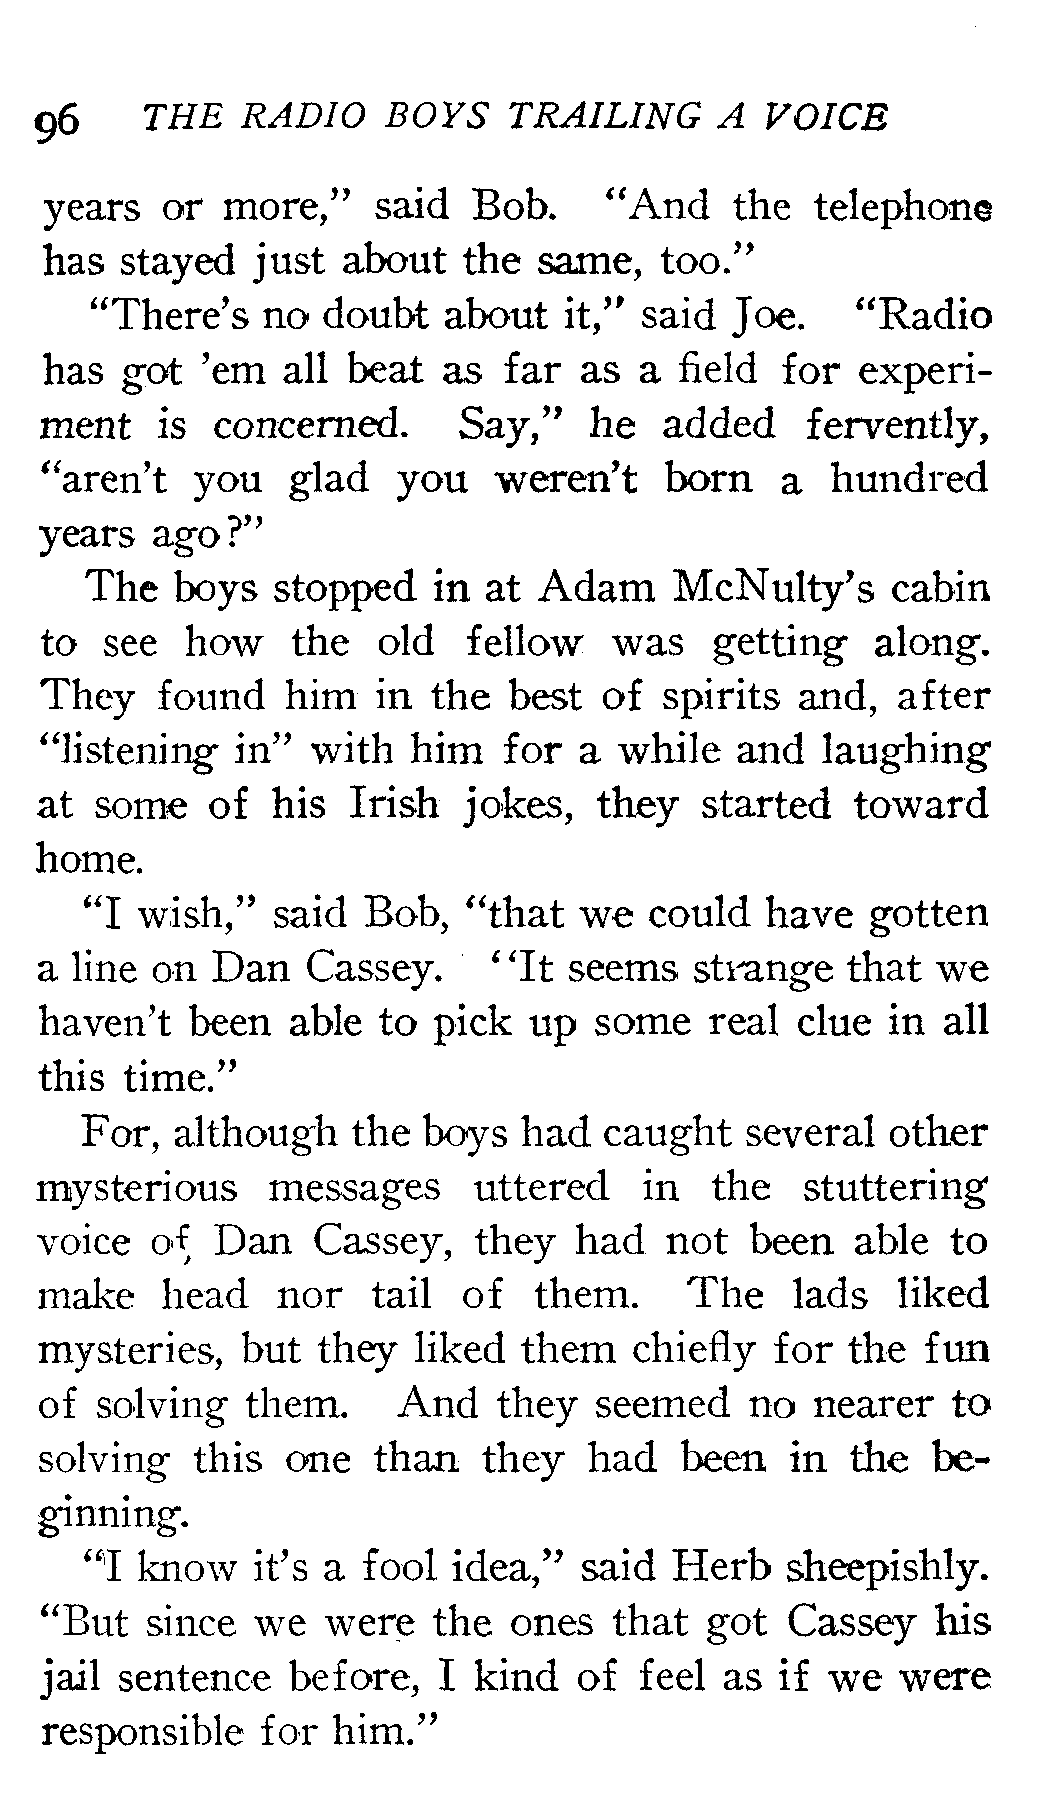 96 THE RADIO BOYS TRAILING A VOICE
years or more,” said Bob. “And the telephone
has stayed just about the same, too.”
“There’s no doubt about it,” said Joe. “Radio
has got ’em all beat as far as a field for experi-
ment is concerned. Say,” he added fervently,
“aren’t you glad you weren’t born a hundred
years ago?”
The boys stopped in at Adam McNulty’s cabin
to see how the old fellow was getting along.
They found him in the best of spirits and, after
“listening in” with him for a while and laughing
at some of his Irish jokes, they started toward
home.
“I wish,” said Bob, “that we could have gotten
a line on Dan Cassey. “It seems strange that we
haven’t been able to pick up some real clue in all
this time.”
For, although the boys had caught several other
mysterious messages uttered in the stuttering
voice of Dan Cassey, they had not been able to
make head nor tail of them. The lads liked
mysteries, but they liked them chiefly for the fun
of solving them. And they seemed no nearer to
solving this one than they had been in the be-
ginning.
“I know it’s a fool idea,” said Herb sheepishly.
“But since we were the ones that got Cassey his
jail sentence before, I kind of feel as if we were
responsible for him.”